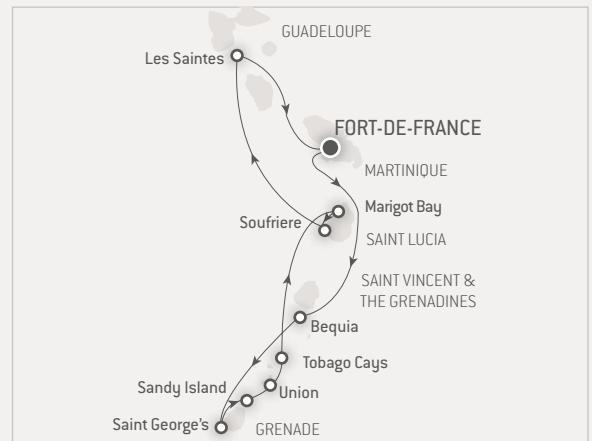 GUADELOUPE
Les Saintes
FORT-DE-FRANCE
MARTINIQUE
Marigot Bay
Soufriere
SAINT LUCIA
SAINT VINCENT &
THE GRENADINES
Bequia
Tobago Cays
Sandy Island
Union
Saint George's
GRENADE